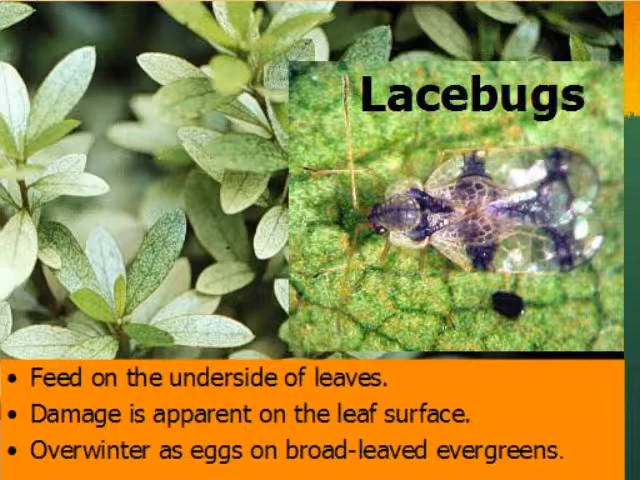 Lacebugs
• Feed on the underside of leaves.
• Damage is apparent on the leaf surface.
• Overwinter as eggs on broad-leaved evergreens.